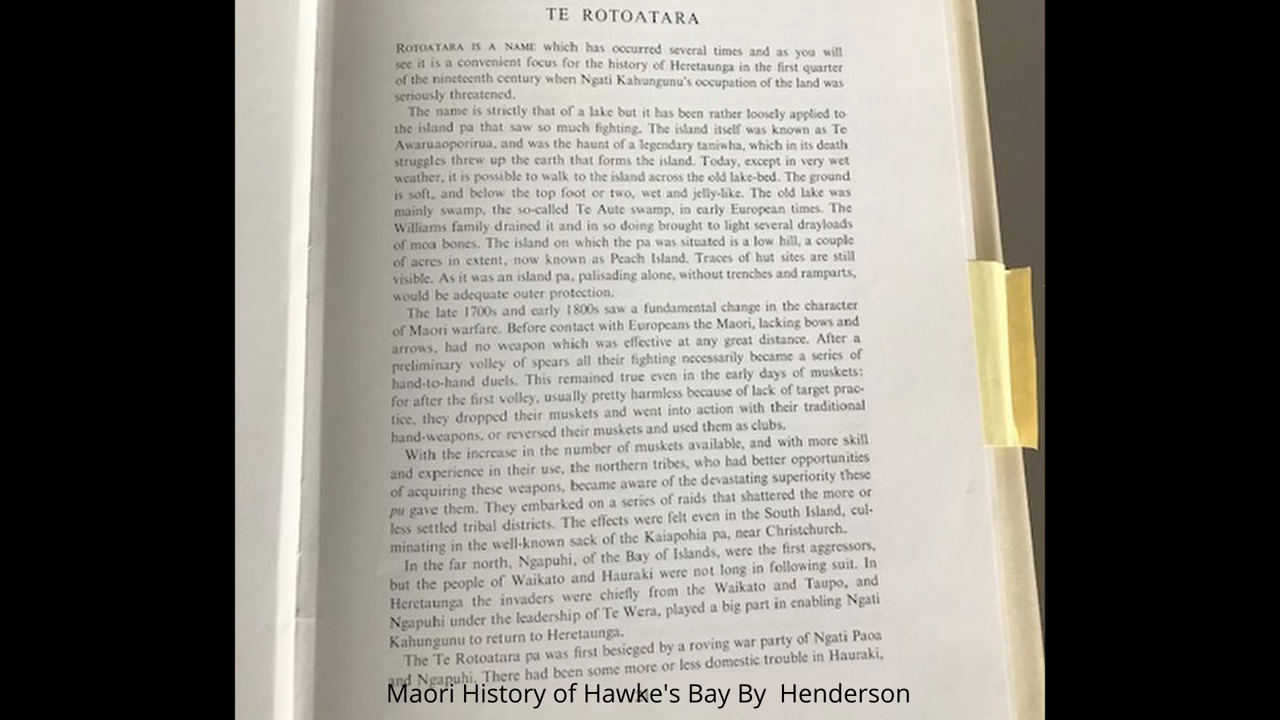 TE ROTOATARA
ROTOATARA IS A NAME which has occurred several times and as you will
see it is a convenient focus for the history of Heretaunga in the first quarter
of the nineteenth century when Ngati Kahungunu's occupation of the land was
seriously threatened.
The name is strictly that of a lake but it has been rather loosely applied to
the island pa that saw so much fighting. The island itself was known as Te
Awaruaoporirua, and was the haunt of a legendary taniwha, which in its death
struggles threw up the earth that forms the island. Today, except in very wet
weather, it is possible to walk to the island across the old lake-bed. The ground
is soft, and below the top foot or two, wet and jelly-like. The old lake was
mainly swamp, the so-called Te Aute swamp, in early European times. The
Williams family drained it and in so doing brought to light several drayloads
of moa bones. The island on which the pa was situated is a low hill, a couple
of acres in extent, now known as Peach Island. Traces of hut sites are still
visible. As it was an island pa, palisading alone, without trenches and ramparts,
would be adequate outer protection.
The late 1700s and early 1800s saw a fundamental change in the character
of Maori warfare. Before contact with Europeans the Maori, lacking bows and
arrows, had no weapon which was effective at any great distance. After a
preliminary volley of spears all their fighting necessarily became a series of
hand-to-hand duels. This remained true even in the early days of muskets:
for after the first volley, usually pretty harmless because of lack of target prac-
tice, they dropped their muskets and went into action with their traditional
hand-weapons, or reversed their muskets and used them as clubs.
With the increase in the number of muskets available, and with more skill
and experience in their use, the northern tribes, who had better opportunities
of acquiring these weapons, became aware of the devastating superiority these
pu gave them. They embarked on a series of raids that shattered the more or
less settled tribal districts. The effects were felt even in the South Island, cul-
minating in the well-known sack of the Kaiapohia pa, near Christchurch.
In the far north, Ngapuhi, of the Bay of Islands, were the first aggressors,
but the people of Waikato and Hauraki were not long in following suit. In
Heretaunga the invaders were chiefly from the Waikato and Taupo, and
Ngapuhi under the leadership of Te Wera, played a big part in enabling Ngati
Kahungunu to return to Heretaunga.
The Te Rotoatara pa was first besieged by a roving war party of Ngati Paoa
and Ngapuhi. There had been some more or less domestic trouble in Hauraki,
Maori History of Hawke's Bay By Henderson